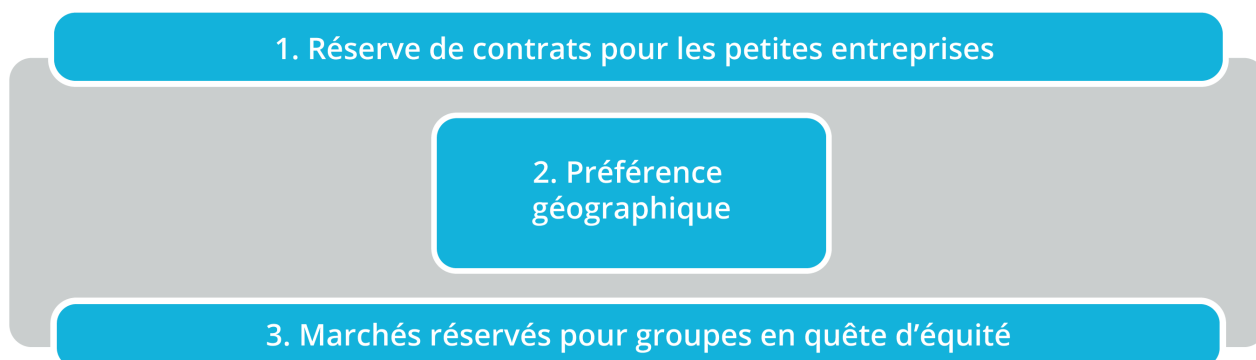 1. Réserve de contrats pour les petites entreprises
2. Préférence
géographique
3. Marchés réservés pour groupes en quête d’équité